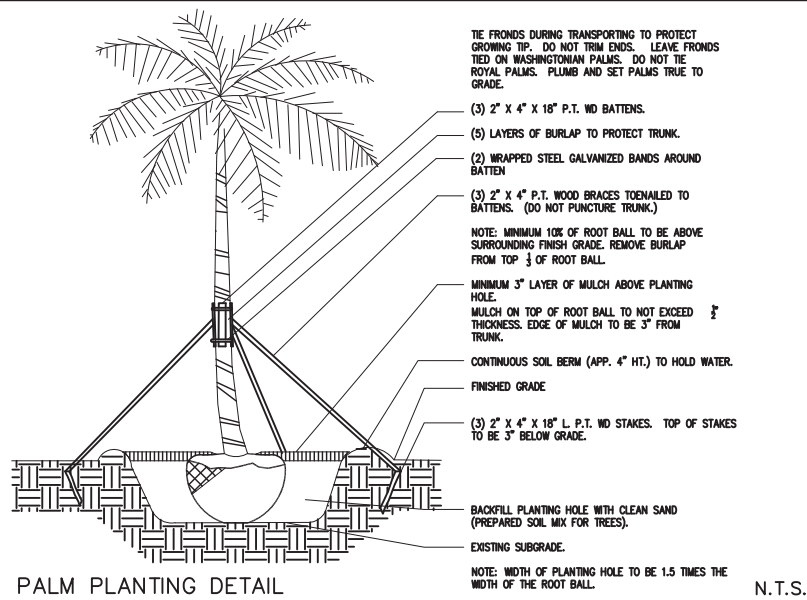 TIE FRONDS DURING TRANSPORTING TO PROTECT
GROWING TIP. DO NOT TRIM ENDS. LEAVE FRONDS
TIED ON WASHINGTONIAN PALMS. DO NOT TIE
ROYAL PALMS. PLUMB AND SET PALMS TRUE TO
GRADE.
(3) 2" X 4" X 18" P.T. WD BATTENS.
(5) LAYERS OF BURLAP TO PROTECT TRUNK.
(2) WRAPPED STEEL GALVANIZED BANDS AROUND
BATTEN
(3) 2" X 4" P.T. WOOD BRACES TOENAILED TO
BATTENS. (DO NOT PUNCTURE TRUNK.)
NOTE: MINIMUM 10% OF ROOT BALL TO BE ABOVE
SURROUNDING FINISH GRADE. REMOVE BURLAP
FROM TOP 1/3 OF ROOT BALL.
MINIMUM 3" LAYER OF MULCH ABOVE PLANTING
HOLE.
MULCH ON TOP OF ROOT BALL TO NOT EXCEED 1/2"
THICKNESS. EDGE OF MULCH TO BE 3" FROM
TRUNK.
CONTINUOUS SOIL BERM (APP. 4" HT.) TO HOLD WATER.
FINISHED GRADE
(3) 2" X 4" X 18" L. P.T. WD STAKES. TOP OF STAKES
TO BE 3" BELOW GRADE.
BACKFILL PLANTING HOLE WITH CLEAN SAND
(PREPARED SOIL MIX FOR TREES).
EXISTING SUBGRADE.
NOTE: WIDTH OF PLANTING HOLE TO BE 1.5 TIMES THE
WIDTH OF THE ROOT BALL.
PALM PLANTING DETAIL
N.T.S.